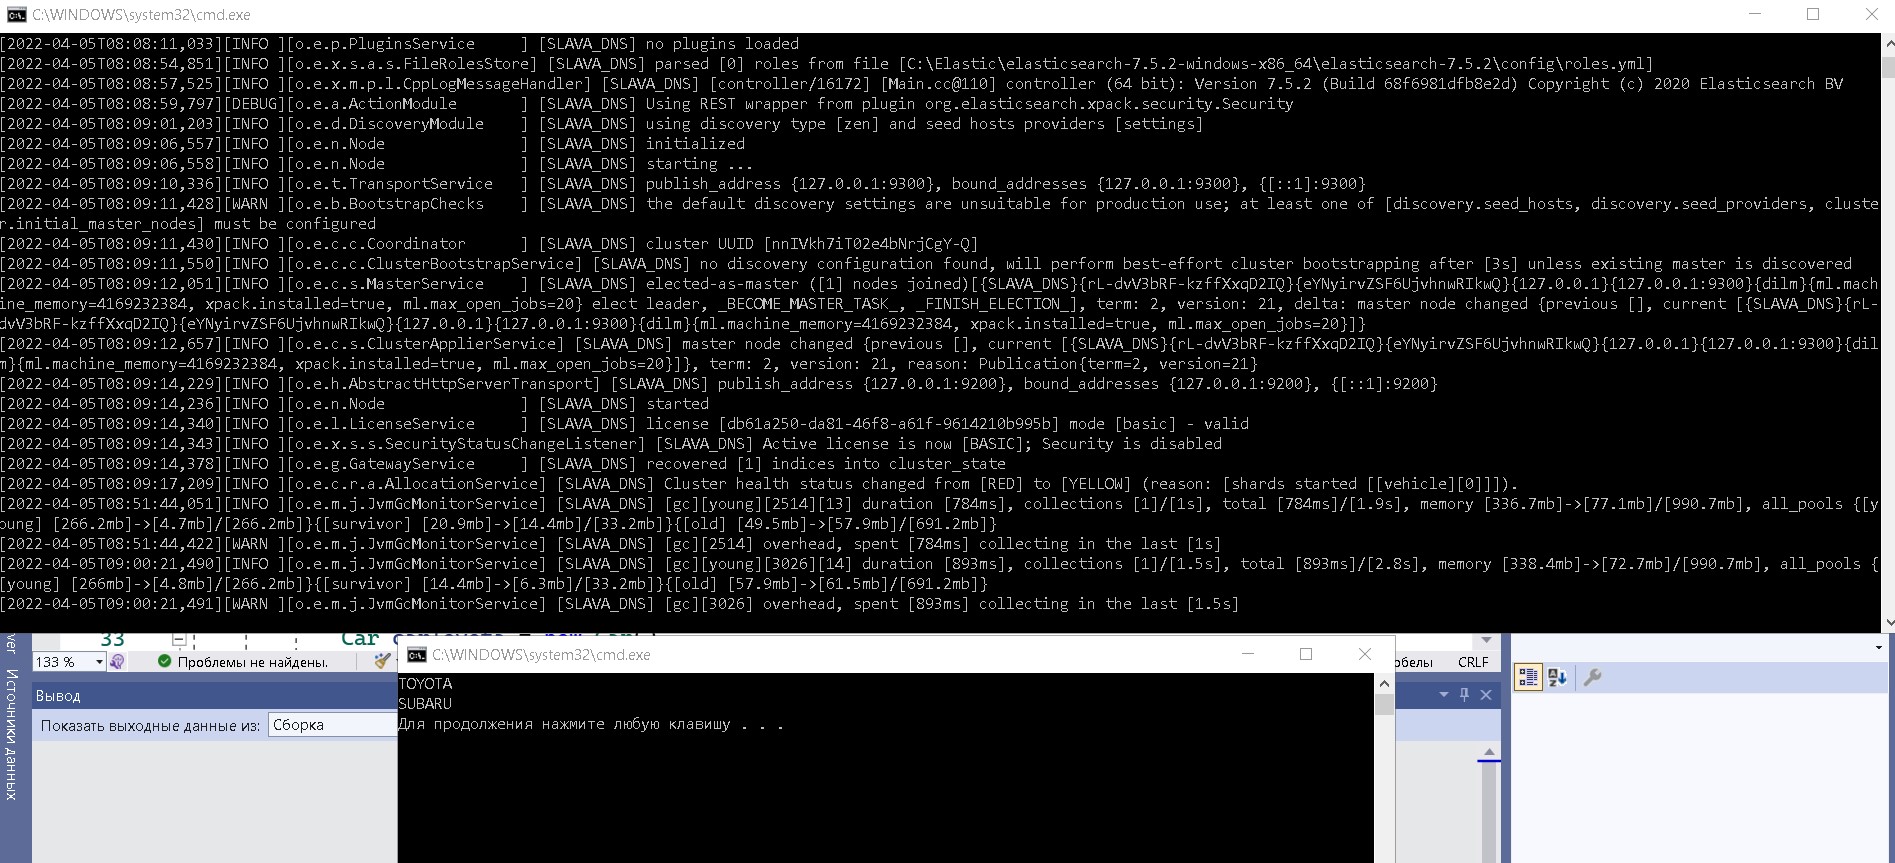 C:\WINDOWS\system32\cmd.exe
[2022-04-05T08:08:11,033][INFO ][o.e.p.PluginsService     ] [SLAVA_DNS] no plugins loaded
[2022-04-05T08:08:54,851][INFO ][o.e.x.s.a.s.FileRolesStore] [SLAVA_DNS] parsed [0] roles from file [C:\Elastic\elasticsearch-7.5.2-windows-x86_64\elasticsearch-7.5.2\config\roles.yml]
[2022-04-05T08:08:57,525][INFO ][o.e.x.m.p.l.CppLogMessageHandler] [SLAVA_DNS] [controller/16172] [Main.cc@110] controller (64 bit): Version 7.5.2 (Build 68f6981dfb8e2d) Copyright (c) 2020 Elasticsearch BV
[2022-04-05T08:08:59,797][DEBUG][o.e.a.ActionModule       ] [SLAVA_DNS] Using REST wrapper from plugin org.elasticsearch.xpack.security.Security
[2022-04-05T08:09:01,203][INFO ][o.e.d.DiscoveryModule    ] [SLAVA_DNS] using discovery type [zen] and seed hosts providers [settings]
[2022-04-05T08:09:06,557][INFO ][o.e.n.Node               ] [SLAVA_DNS] initialized
[2022-04-05T08:09:06,558][INFO ][o.e.n.Node               ] [SLAVA_DNS] starting ...
[2022-04-05T08:09:10,336][INFO ][o.e.t.TransportService   ] [SLAVA_DNS] publish_address {127.0.0.1:9300}, bound_addresses {127.0.0.1:9300}, {[::1]:9300}
[2022-04-05T08:09:11,428][WARN ][o.e.b.BootstrapChecks    ] [SLAVA_DNS] the default discovery settings are unsuitable for production use; at least one of [discovery.seed_hosts, discovery.seed_providers, cluste
r.initial_master_nodes] must be configured
[2022-04-05T08:09:11,430][INFO ][o.e.c.c.Coordinator      ] [SLAVA_DNS] cluster UUID [nnIVkh7iT02e4bNrjCgY-Q]
[2022-04-05T08:09:11,550][INFO ][o.e.c.c.ClusterBootstrapService] [SLAVA_DNS] no discovery configuration found, will perform best-effort cluster bootstrapping after [3s] unless existing master is discovered
[2022-04-05T08:09:12,051][INFO ][o.e.c.s.MasterService    ] [SLAVA_DNS] elected-as-master ([1] nodes joined)[{SLAVA_DNS}{rL-dvV3bRF-kzffXxqD2IQ}{eYNyirvZSF6UjvhnwRIkwQ}{127.0.0.1}{127.0.0.1:9300}{dilm}{ml.mach
ine_memory=4169232384, xpack.installed=true, ml.max_open_jobs=20} elect leader, _BECOME_MASTER_TASK_, _FINISH_ELECTION_], term: 2, version: 21, delta: master node changed {previous [], current [{SLAVA_DNS}{rL-
dvV3bRF-kzffXxqD2IQ}{eYNyirvZSF6UjvhnwRIkwQ}{127.0.0.1}{127.0.0.1:9300}{dilm}{ml.machine_memory=4169232384, xpack.installed=true, ml.max_open_jobs=20}]}
[2022-04-05T08:09:12,657][INFO ][o.e.c.s.ClusterApplierService] [SLAVA_DNS] master node changed {previous [], current [{SLAVA_DNS}{rL-dvV3bRF-kzffXxqD2IQ}{eYNyirvZSF6UjvhnwRIkwQ}{127.0.0.1}{127.0.0.1:9300}{dil
m}{ml.machine_memory=4169232384, xpack.installed=true, ml.max_open_jobs=20}]}, term: 2, version: 21, reason: Publication{term=2, version=21}
[2022-04-05T08:09:14,229][INFO ][o.e.h.AbstractHttpServerTransport] [SLAVA_DNS] publish_address {127.0.0.1:9200}, bound_addresses {127.0.0.1:9200}, {[::1]:9200}
[2022-04-05T08:09:14,236][INFO ][o.e.n.Node               ] [SLAVA_DNS] started
[2022-04-05T08:09:14,340][INFO ][o.e.l.LicenseService     ] [SLAVA_DNS] license [db61a250-da81-46f8-a61f-9614210b995b] mode [basic] - valid
[2022-04-05T08:09:14,343][INFO ][o.e.x.s.s.SecurityStatusChangeListener] [SLAVA_DNS] Active license is now [BASIC]; Security is disabled
[2022-04-05T08:09:14,378][INFO ][o.e.g.GatewayService     ] [SLAVA_DNS] recovered [1] indices into cluster_state
[2022-04-05T08:09:17,209][INFO ][o.e.c.r.a.AllocationService] [SLAVA_DNS] Cluster health status changed from [RED] to [YELLOW] (reason: [shards started [[vehicle][0]]]).
[2022-04-05T08:51:44,051][INFO ][o.e.m.j.JvmGcMonitorService] [SLAVA_DNS] [gc][young][2514][13] duration [784ms], collections [1]/[1s], total [784ms]/[1.9s], memory [336.7mb]->[77.1mb]/[990.7mb], all_pools {[y
oung] [266.2mb]->[4.7mb]/[266.2mb]}{[survivor] [20.9mb]->[14.4mb]/[33.2mb]}{[old] [49.5mb]->[57.9mb]/[691.2mb]}
[2022-04-05T08:51:44,422][WARN ][o.e.m.j.JvmGcMonitorService] [SLAVA_DNS] [gc][2514] overhead, spent [784ms] collecting in the last [1s]
[2022-04-05T09:00:21,490][INFO ][o.e.m.j.JvmGcMonitorService] [SLAVA_DNS] [gc][young][3026][14] duration [893ms], collections [1]/[1.5s], total [893ms]/[2.8s], memory [338.4mb]->[72.7mb]/[990.7mb], all_pools {
[young] [266mb]->[4.8mb]/[266.2mb]}{[survivor] [14.4mb]->[6.3mb]/[33.2mb]}{[old] [57.9mb]->[61.5mb]/[691.2mb]}
[2022-04-05T09:00:21,491][WARN ][o.e.m.j.JvmGcMonitorService] [SLAVA_DNS] [gc][3026] overhead, spent [893ms] collecting in the last [1.5s]
33 Car
133 %
Проблемы не найдены.
CRLF
Источники данных
Вывод
Показать выходные данные из: Сборка
C:\WINDOWS\system32\cmd.exe
TOYOTA
SUBARU
Для продолжения нажмите любую клавишу . . .